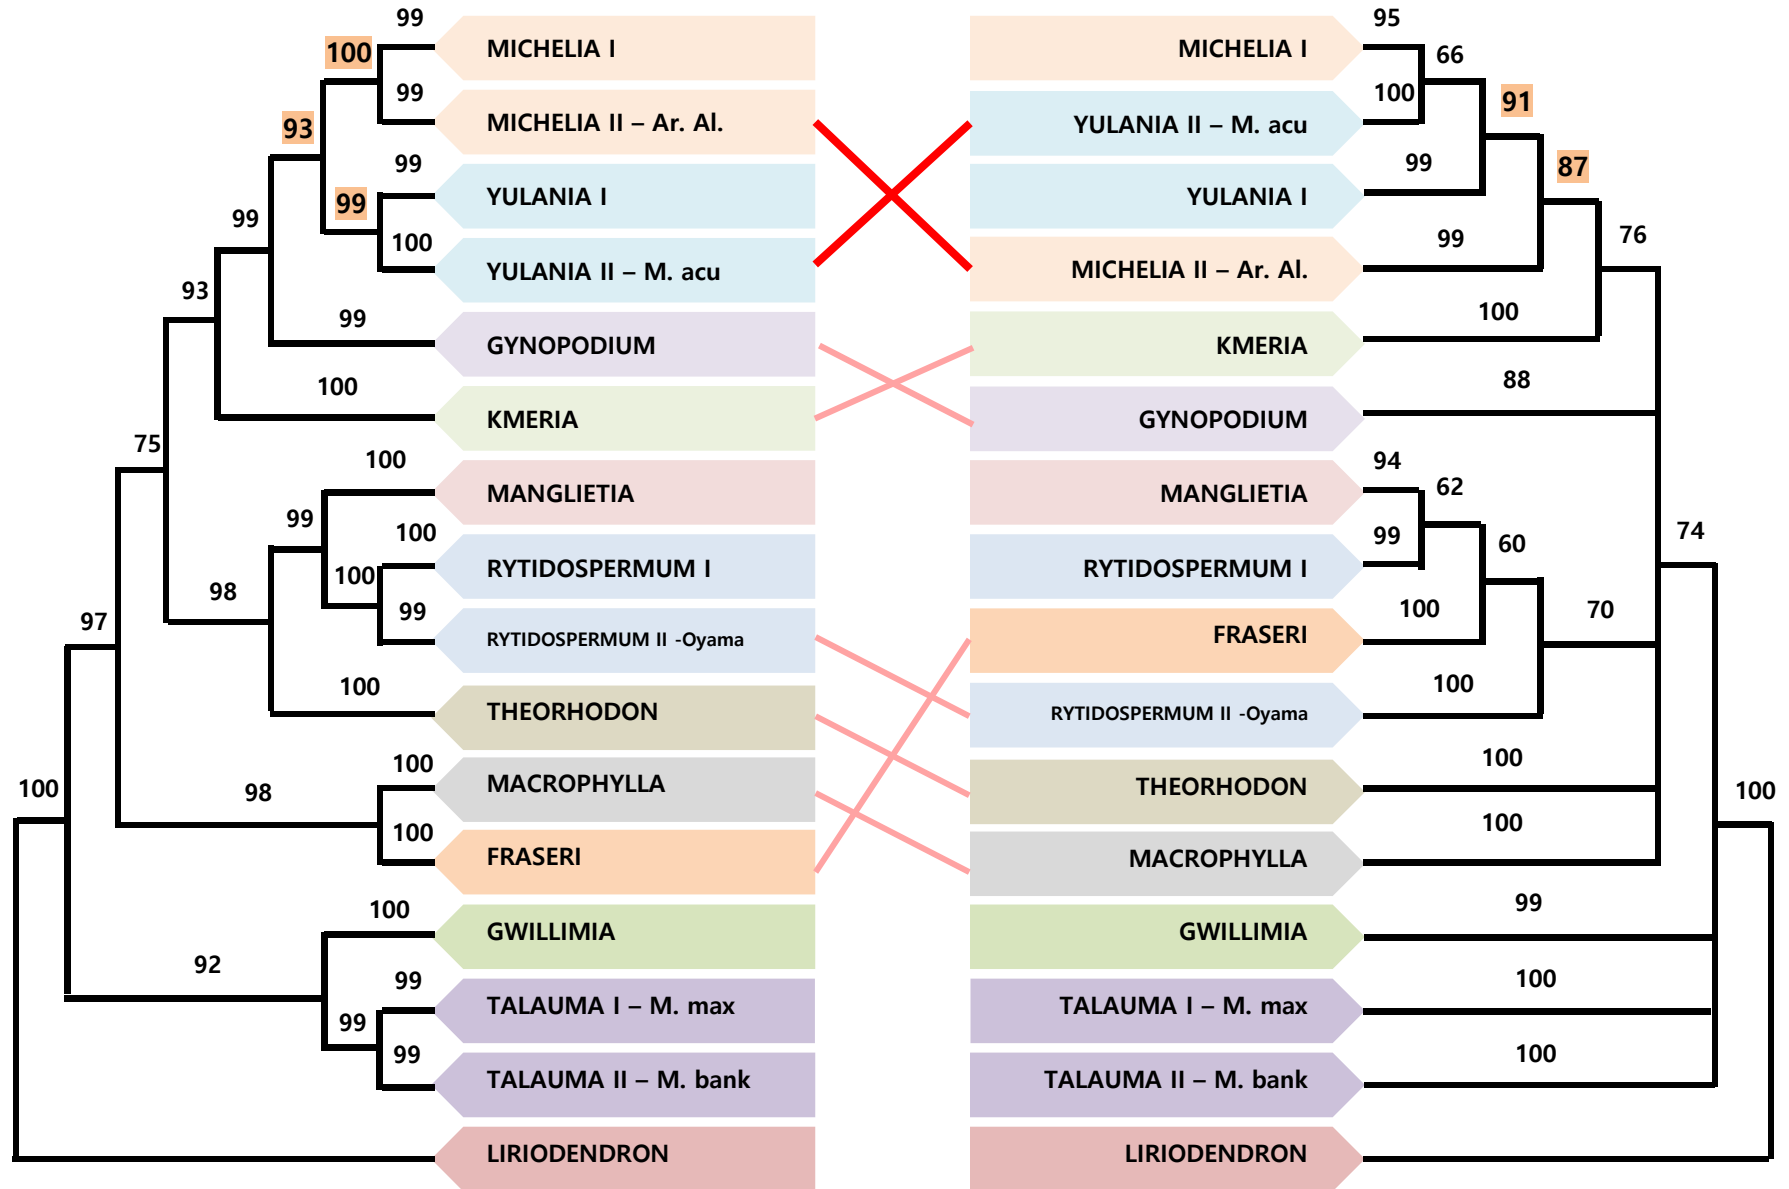 99
MICHELIA I
MICHELIA I
95
100
66
99
MICHELIA II – Ar. Al.
YULANIA II – M. acu
100
91
93
99
YULANIA I
YULANIA I
99
87
99
99
100
YULANIA II – M. acu
MICHELIA II – Ar. Al.
99
76
93
99
GYNOPODIUM
KMERIA
100
100
KMERIA
GYNOPODIUM
88
75
100
MANGLIETIA
MANGLIETIA
94
62
99
100
RYTIDOSPERMUM I
RYTIDOSPERMUM I
99
60
74
100
98
99
RYTIDOSPERMUM II -Oyama
FRASERI
100
70
97
100
THEORHODON
RYTIDOSPERMUM II -Oyama
100
100
98
100
MACROPHYLLA
THEORHODON
100
100
100
FRASERI
MACROPHYLLA
100
100
GWILLIMIA
GWILLIMIA
99
92
99
TALAUMA I – M. max
TALAUMA I – M. max
100
99
99
TALAUMA II – M. bank
TALAUMA II – M. bank
100
LIRIODENDRON
LIRIODENDRON